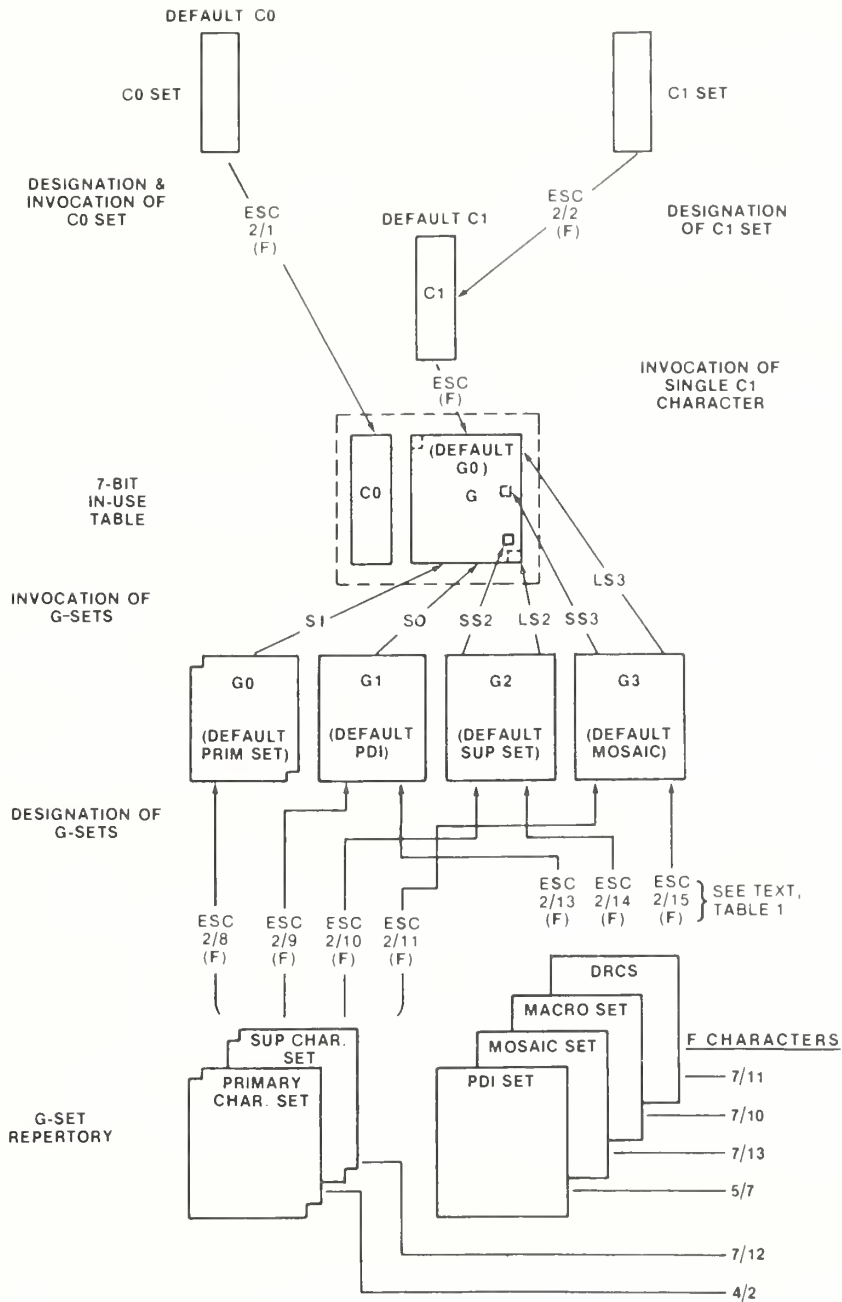 DEFAULT C0
C0 SET
C1 SET
DESIGNATION &
INVOCATION OF
C0 SET
ESC
2/1
(F)
DEFAULT C1
ESC
2/2
(F)
DESIGNATION
OF C1 SET
C1
ESC
(F)
INVOCATION OF
SINGLE C1
CHARACTER
7-BIT
IN-USE
TABLE
C0
(DEFAULT
G0)
G
INVOCATION OF
G-SETS
SI
SO
SS2
LS2
SS3
LS3
G0
(DEFAULT
PRIM SET)
G1
(DEFAULT
PDI)
G2
(DEFAULT
SUP SET)
G3
(DEFAULT
MOSAIC)
DESIGNATION OF
G-SETS
ESC
2/8
(F)
ESC
2/9
(F)
ESC
2/10
(F)
ESC
2/11
(F)
ESC
2/13
(F)
ESC
2/14
(F)
ESC
2/15
(F)
SEE TEXT,
TABLE 1
G-SET
REPERTORY
SUP CHAR.
SET
PRIMARY
CHAR. SET
DRCS
MACRO SET
MOSAIC SET
PDI SET
F CHARACTERS
7/11
7/10
7/13
5/7
7/12
4/2